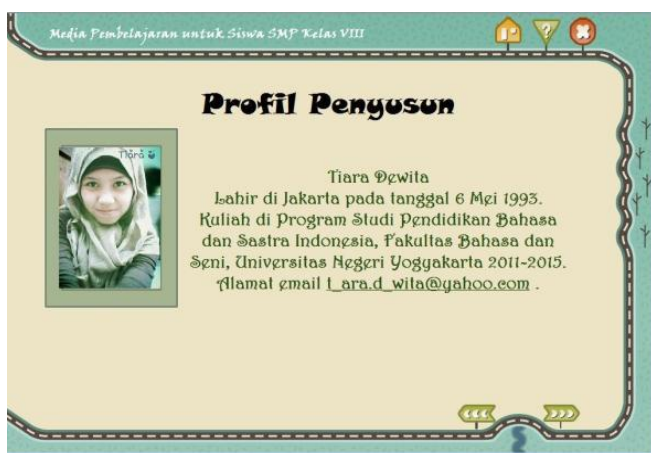 Media Pembelajaran untuk Siswa SMP Kelas VIII
Profil Penyusun
Tiara
Tiara Dewita
Lahir di Jakarta pada tanggal 6 Mei 1993.
Kuliah di Program Studi Pendidikan Bahasa
dan Sastra Indonesia, Fakultas Bahasa dan
Seni, Universitas Negeri Yogyakarta 2011-2015.
Alamat email t_ara.d_wita@yahoo.com .